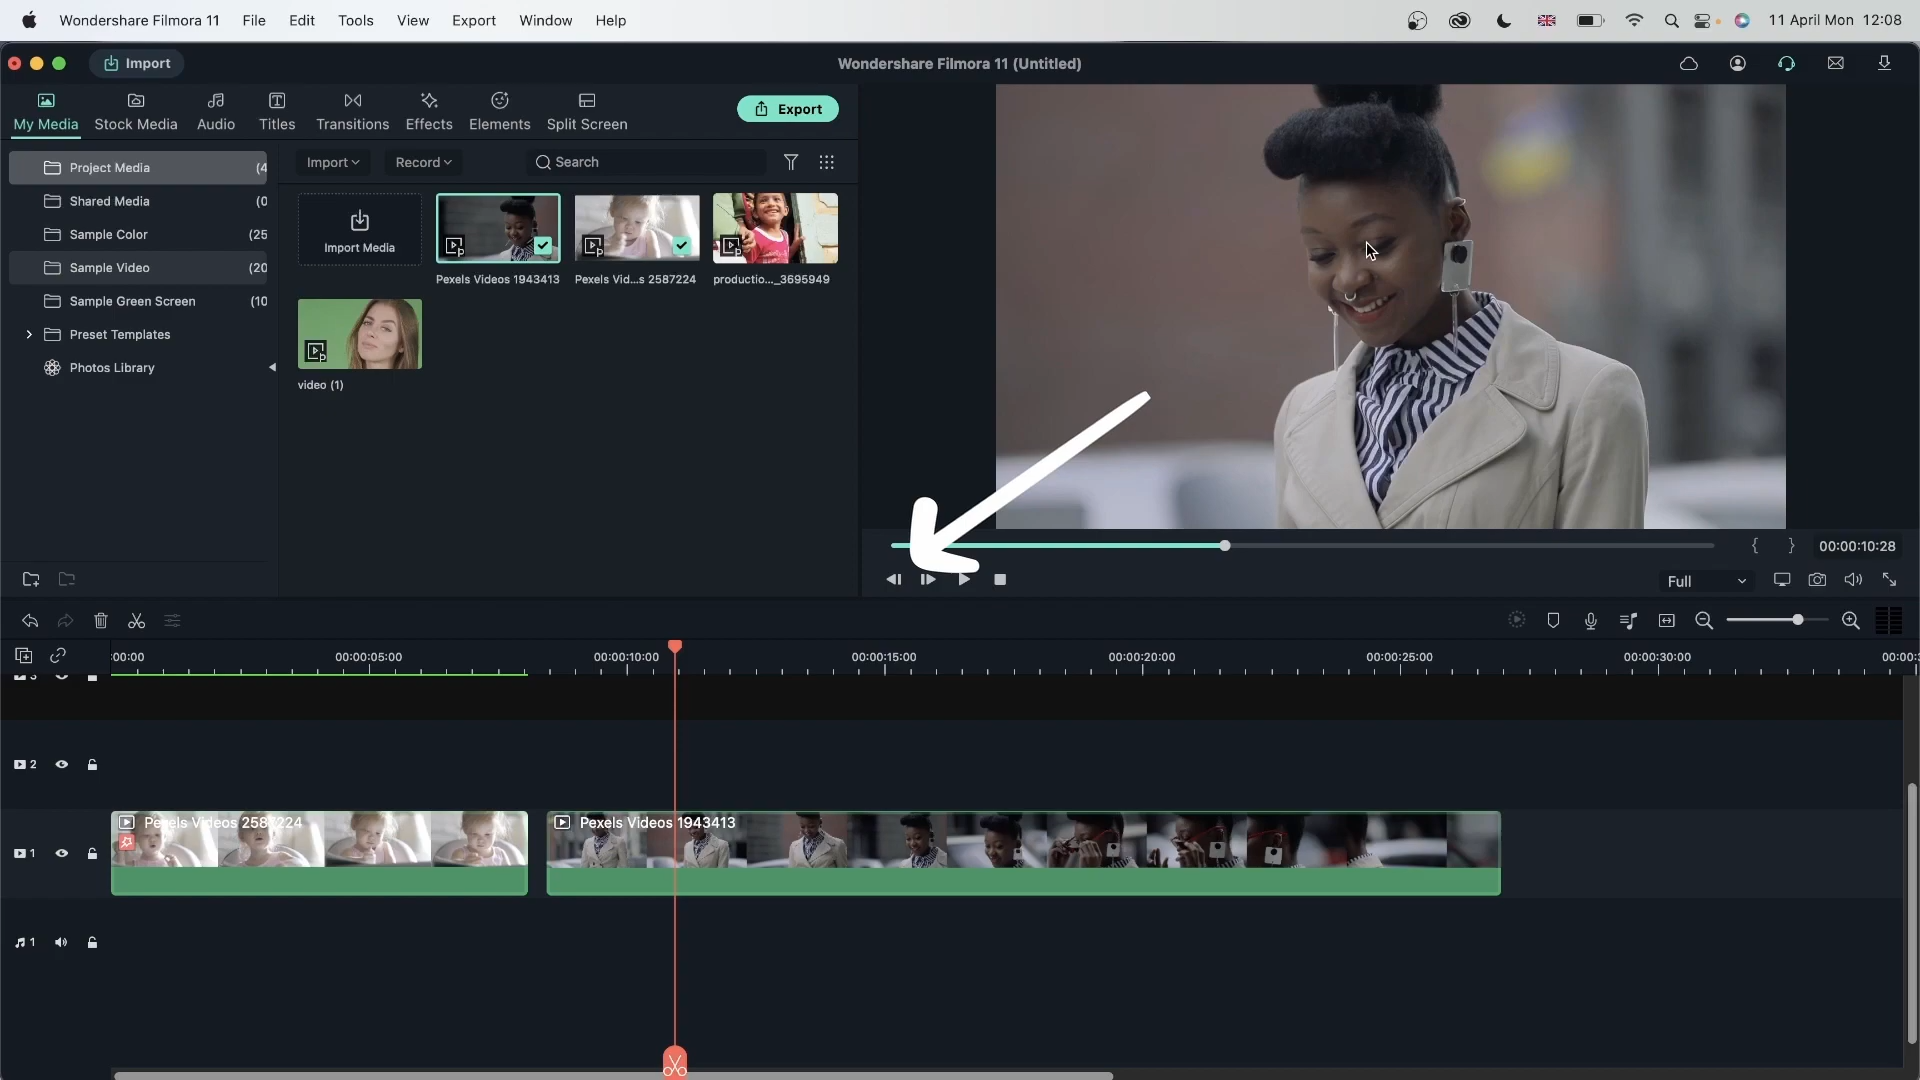 Wondershare Filmora 11 File Edit Tools View Export Window Help 11 April Mon 12:08
Import Wondershare Filmora 11 (Untitled)
My Media Stock Media Audio Titles Transitions Effects Elements Split Screen Export
Project Media (4
Shared Media (0
Sample Color (25
Sample Video (20
Sample Green Screen (10
Preset Templates
Photos Library
Import Record Search
Import Media
Pexels Videos 1943413 Pexels Vid...s 2587224 productio..._3695949
video (1)
{ } 00:00:10:28
Full
:00:00 00:00:05:00 00:00:10:00 00:00:15:00 00:00:20:00 00:00:25:00 00:00:30:00 00:00:3
3
2
Pexels Videos 2587224 Pexels Videos 1943413
1
1